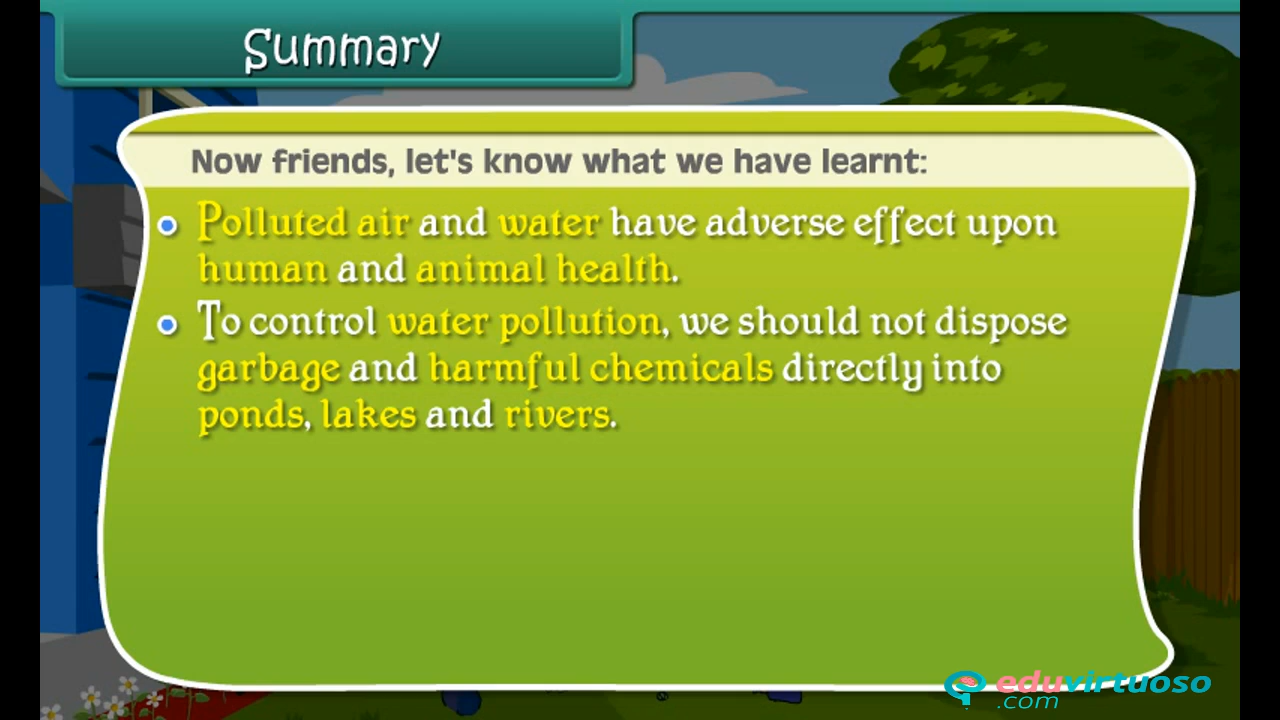 Summary
Now friends, let's know what we have learnt:
Polluted air and water have adverse effect upon
human and animal health.
To control water pollution, we should not dispose
garbage and harmful chemicals directly into
ponds, lakes and rivers.
eduvirtuoso
.com